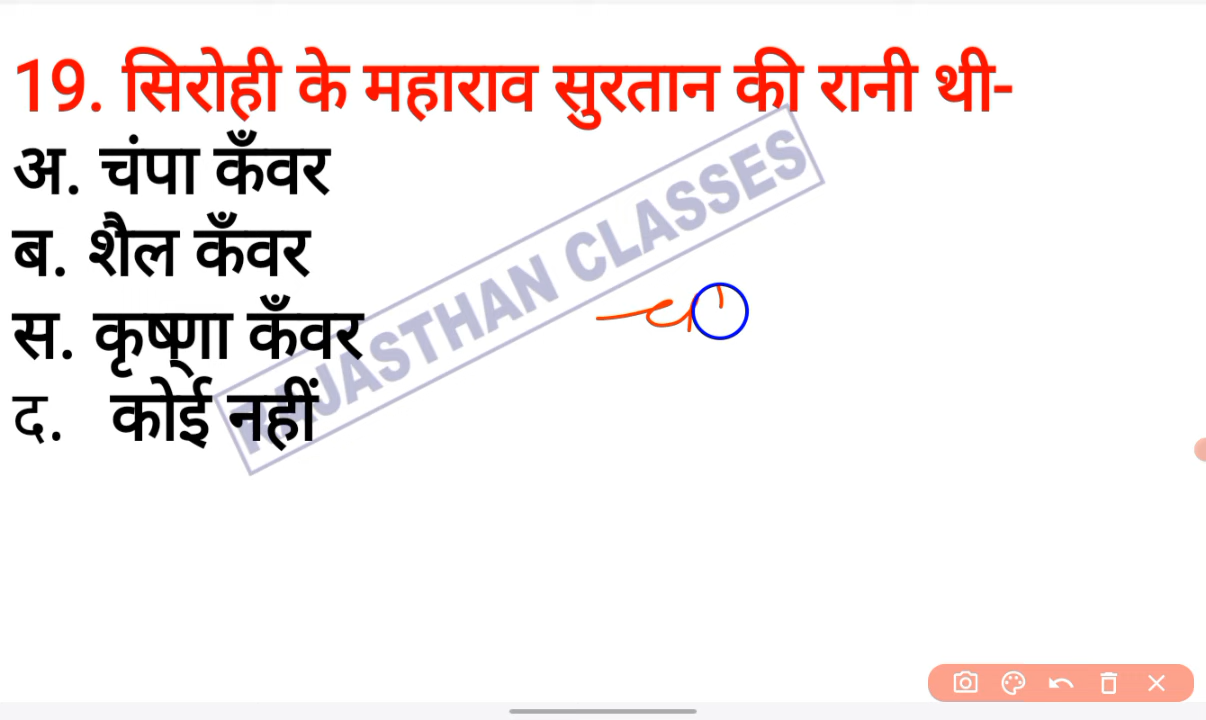 19. सिरोही के महाराव सुरतान की रानी थी-
अ. चंपा कँवर
ब. शैल कँवर
स. कृष्णा कँवर
द. कोई नहीं
RAJASTHAN CLASSES